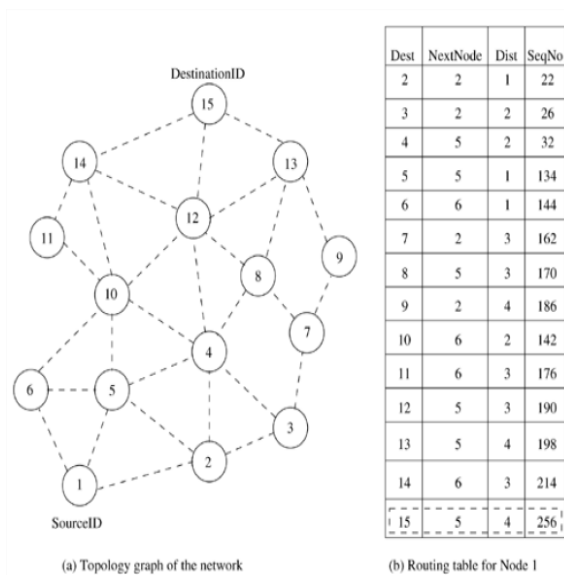 DestinationID
15
14
13
12
11
9
8
10
7
4
6
5
3
2
1
SourceID
(a) Topology graph of the network
Dest NextNode Dist SeqNo
2 2 1 22
3 2 2 26
4 5 2 32
5 5 1 134
6 6 1 144
7 2 3 162
8 5 3 170
9 2 4 186
10 6 2 142
11 6 3 176
12 5 3 190
13 5 4 198
14 6 3 214
15 5 4 256
(b) Routing table for Node 1